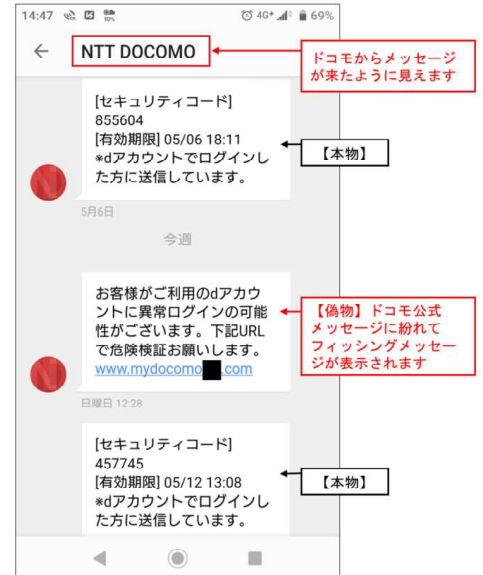 14:47 10% 4G+ 69%
NTT DOCOMO
ドコモからメッセージ
が来たように見えます
[セキュリティコード]
855604
[有効期限] 05/06 18:11
*dアカウントでログインし
た方に送信しています。
【本物】
5月6日
今週
お客様がご利用のdアカウ
ントに異常ログインの可能
性がございます。下記URL
で危険検証お願いします。
www.mydocomo .com
【偽物】ドコモ公式
メッセージに紛れて
フィッシングメッセー
ジが表示されます
日曜日 12:28
[セキュリティコード]
457745
[有効期限] 05/12 13:08
*dアカウントでログインし
た方に送信しています。
【本物】